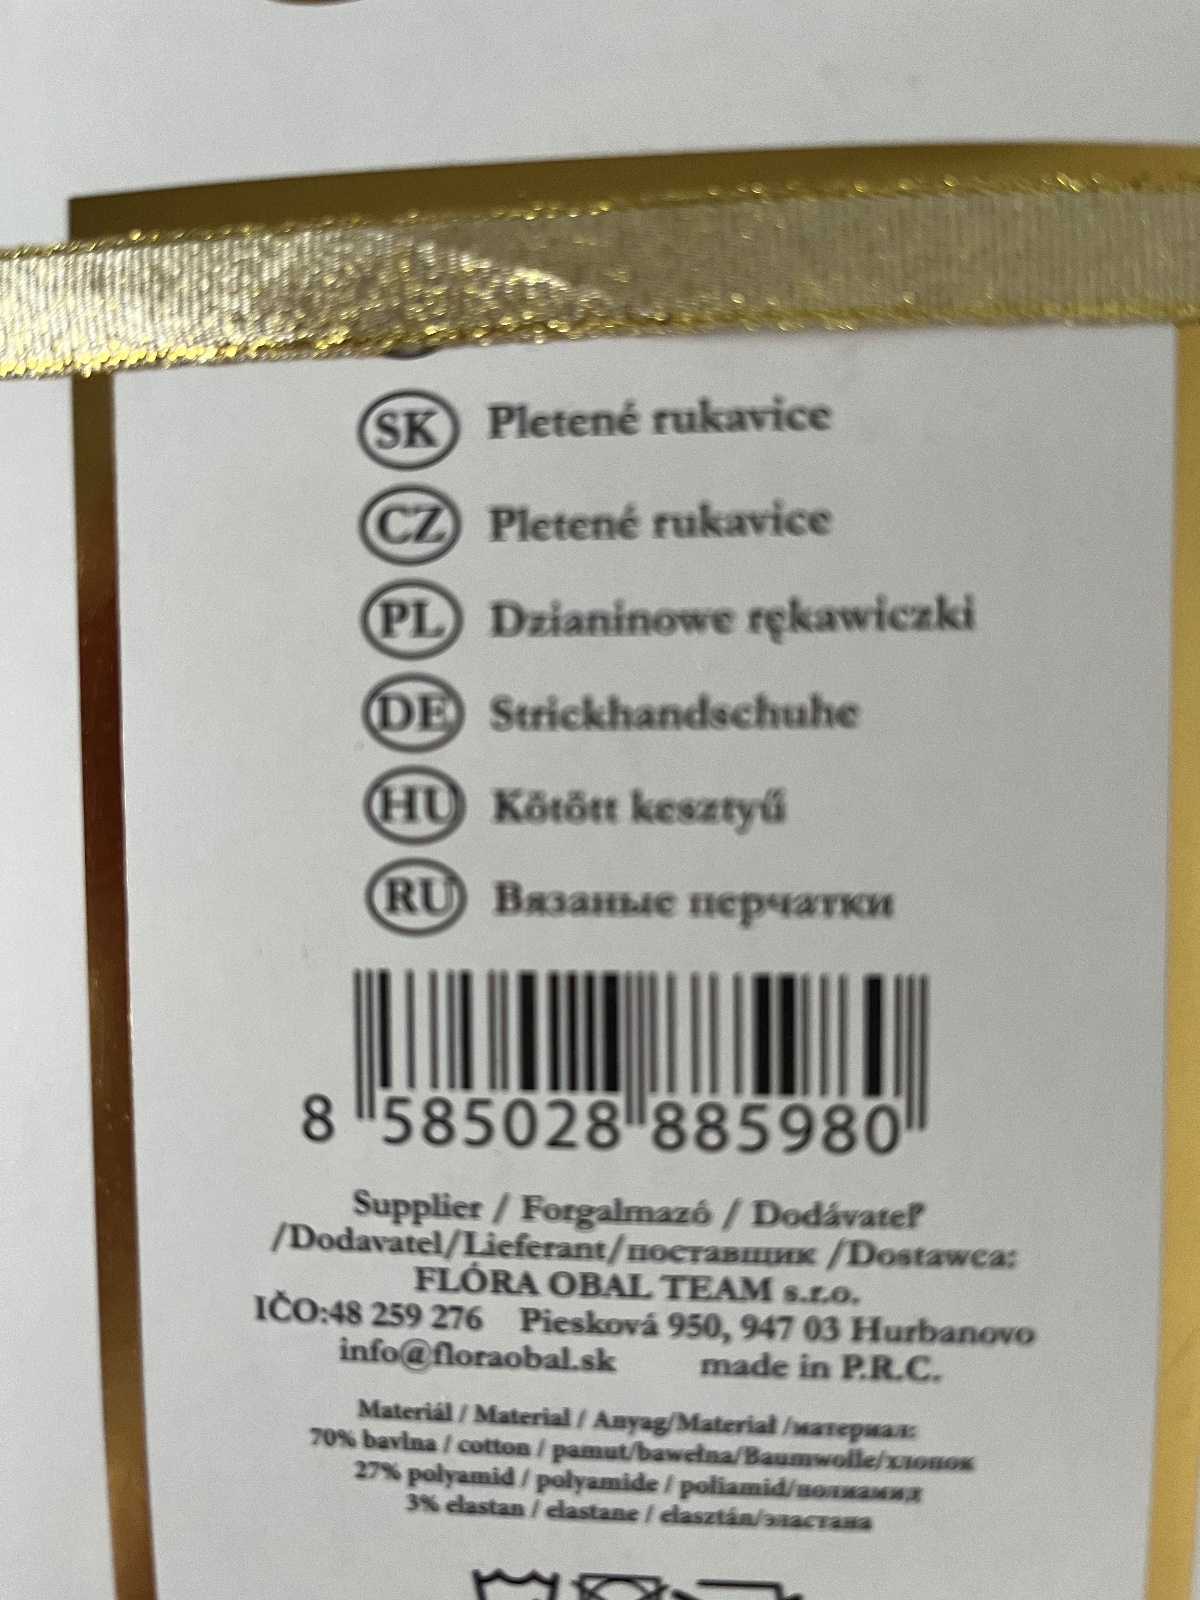 SK Pletené rukavice
CZ Pletené rukavice
PL Dzianinowe rękawiczki
DE Strickhandschuhe
HU Kötött kesztyű
RU Вязаные перчатки
8 585028 885980
Supplier / Forgalmazó / Dodávateľ
/Dodavatel/Lieferant/поставщик /Dostawca:
FLÓRA OBAL TEAM s.r.o.
IČO:48 259 276 Piesková 950, 947 03 Hurbanovo
info@floraobal.sk made in P.R.C.
Materiál / Material / Anyag/Materiał /материал:
70% bavlna / cotton / pamut/bawełna/Baumwolle/хлопок
27% polyamid / polyamide / poliamid/полиамид
3% elastan / elastane / elasztán/эластана